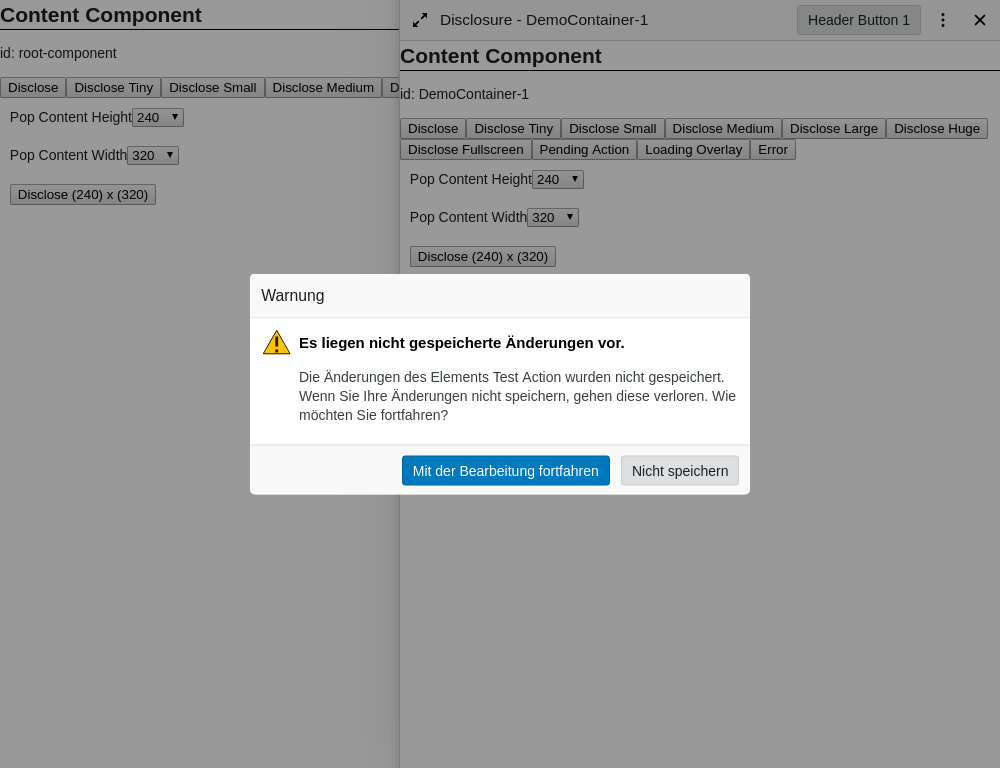 Content Component
id: root-component
Disclose Disclose Tiny Disclose Small Disclose Medium D
Pop Content Height 240
Pop Content Width 320
Disclose (240) x (320)
Disclosure - DemoContainer-1 Header Button 1
Content Component
id: DemoContainer-1
Disclose Disclose Tiny Disclose Small Disclose Medium Disclose Large Disclose Huge
Disclose Fullscreen Pending Action Loading Overlay Error
Pop Content Height 240
Pop Content Width 320
Disclose (240) x (320)
Warnung
Es liegen nicht gespeicherte Änderungen vor.
Die Änderungen des Elements Test Action wurden nicht gespeichert.
Wenn Sie Ihre Änderungen nicht speichern, gehen diese verloren. Wie
möchten Sie fortfahren?
Mit der Bearbeitung fortfahren Nicht speichern